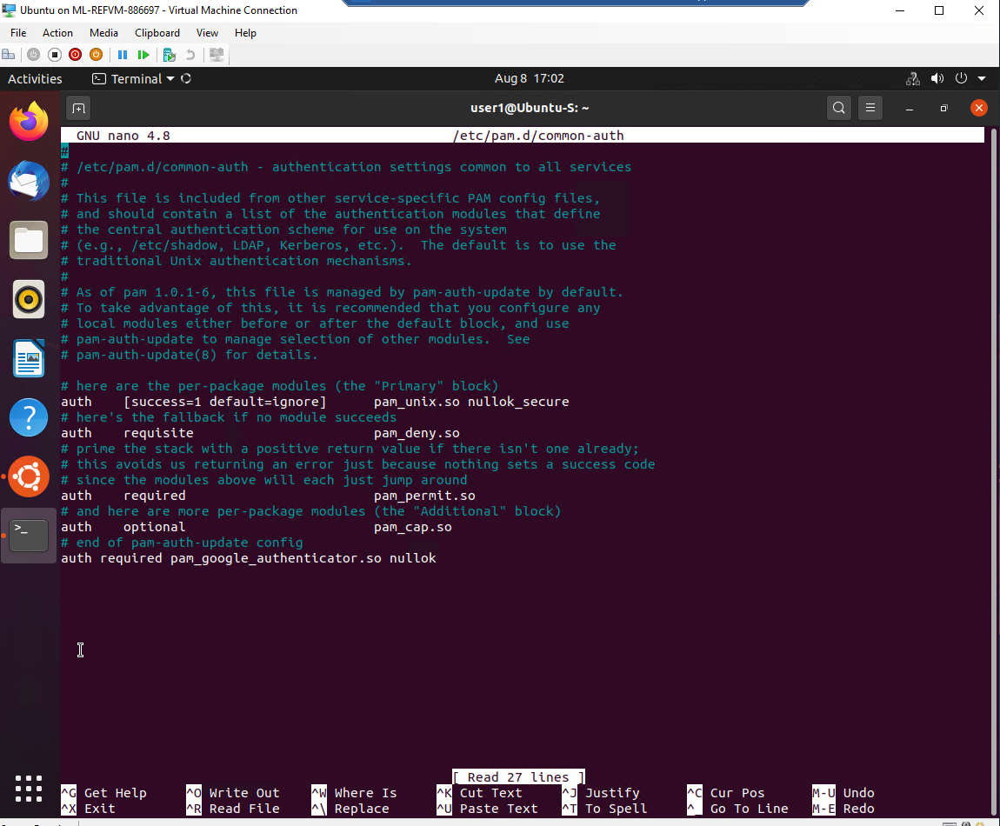 Ubuntu on ML-REFVM-886697 - Virtual Machine Connection
File Action Media Clipboard View Help
Activities Terminal Aug 8 17:02
user1@Ubuntu-S: ~
GNU nano 4.8 /etc/pam.d/common-auth
#
# /etc/pam.d/common-auth - authentication settings common to all services
#
# This file is included from other service-specific PAM config files,
# and should contain a list of the authentication modules that define
# the central authentication scheme for use on the system
# (e.g., /etc/shadow, LDAP, Kerberos, etc.).  The default is to use the
# traditional Unix authentication mechanisms.
#
# As of pam 1.0.1-6, this file is managed by pam-auth-update by default.
# To take advantage of this, it is recommended that you configure any
# local modules either before or after the default block, and use
# pam-auth-update to manage selection of other modules.  See
# pam-auth-update(8) for details.
# here are the per-package modules (the "Primary" block)
auth    [success=1 default=ignore]      pam_unix.so nullok_secure
# here's the fallback if no module succeeds
auth    requisite                       pam_deny.so
# prime the stack with a positive return value if there isn't one already;
# this avoids us returning an error just because nothing sets a success code
# since the modules above will each just jump around
auth    required                        pam_permit.so
# and here are more per-package modules (the "Additional" block)
auth    optional                        pam_cap.so
# end of pam-auth-update config
auth required pam_google_authenticator.so nullok
>_
[ Read 27 lines ]
^G Get Help ^O Write Out ^W Where Is ^K Cut Text ^J Justify ^C Cur Pos M-U Undo
^X Exit ^R Read File ^\ Replace ^U Paste Text ^T To Spell ^_ Go To Line M-E Redo